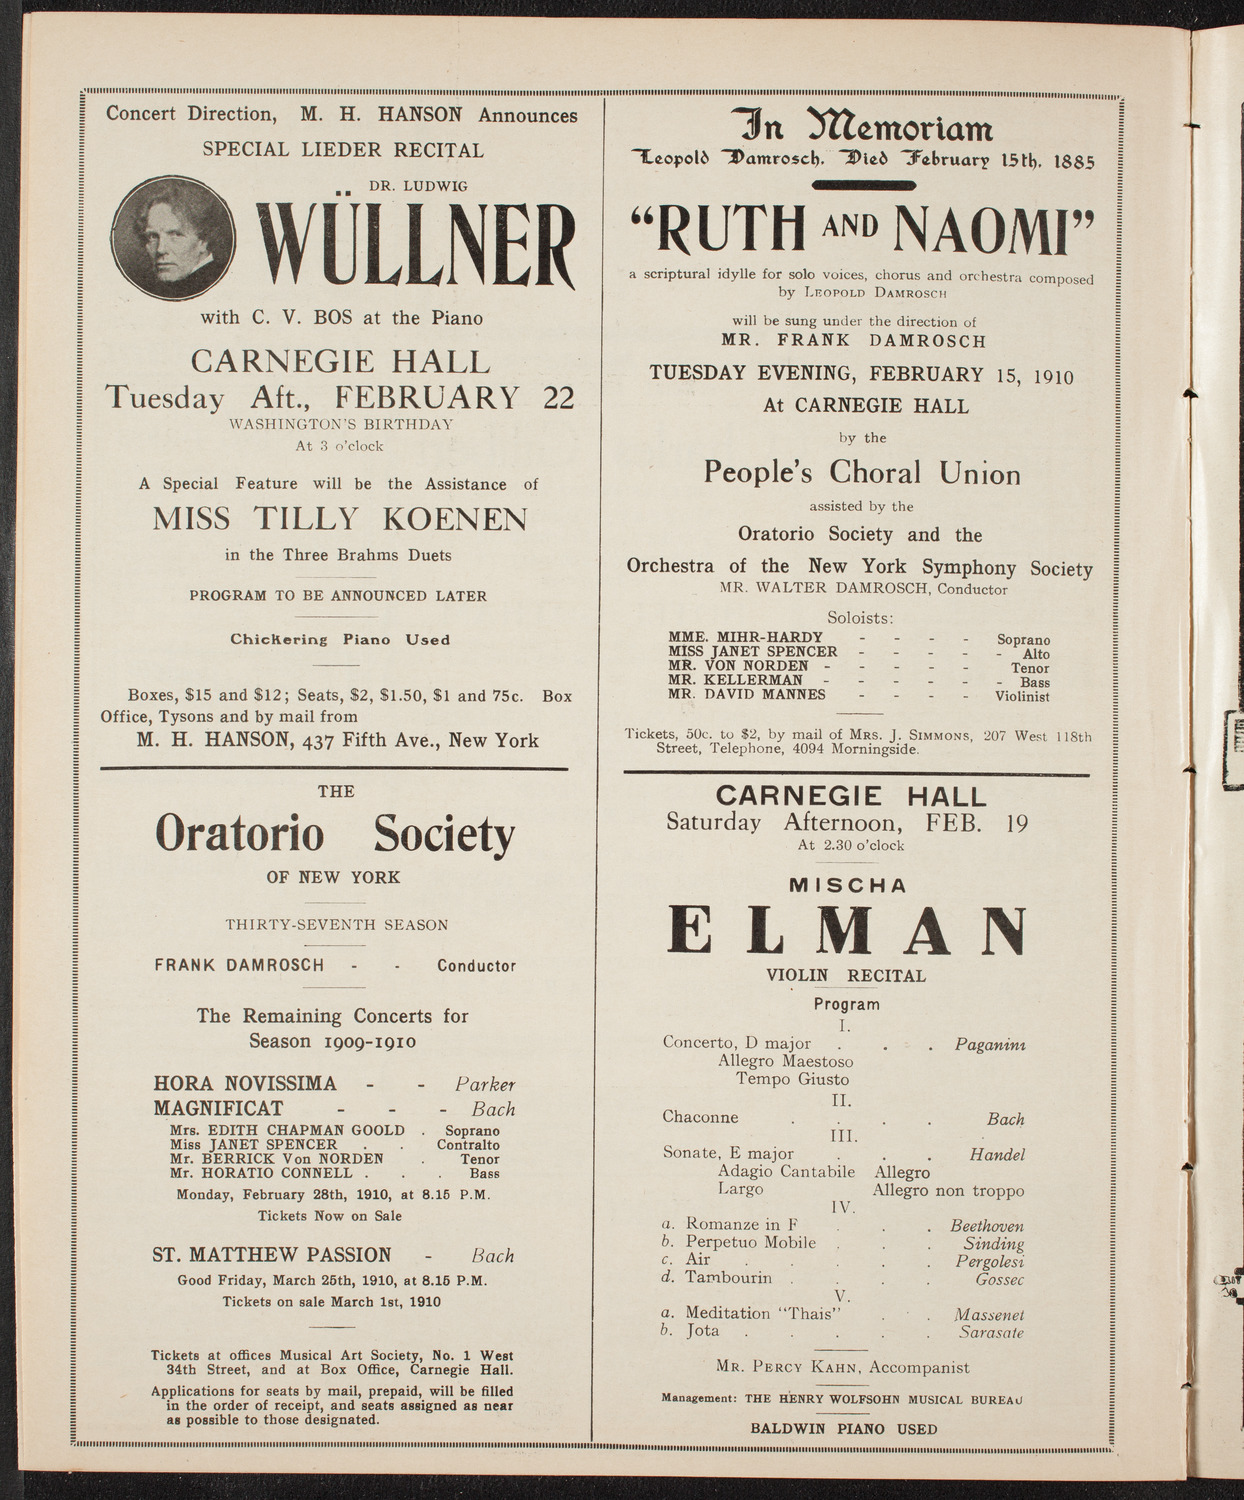 Concert Direction, M. H. HANSON Announces
SPECIAL LIEDER RECITAL
DR. LUDWIG
WÜLLNER
with C. V. BOS at the Piano
CARNEGIE HALL
Tuesday Aft., FEBRUARY 22
WASHINGTON'S BIRTHDAY
At 3 o'clock
A Special Feature will be the Assistance of
MISS TILLY KOENEN
in the Three Brahms Duets
PROGRAM TO BE ANNOUNCED LATER
Chickering Piano Used
Boxes, $15 and $12; Seats, $2, $1.50, $1 and 75c. Box
Office, Tysons and by mail from
M. H. HANSON, 437 Fifth Ave., New York
THE
Oratorio Society
OF NEW YORK
THIRTY-SEVENTH SEASON
FRANK DAMROSCH - - Conductor
The Remaining Concerts for
Season 1909-1910
HORA NOVISSIMA - - Parker
MAGNIFICAT - - - Bach
Mrs. EDITH CHAPMAN GOOLD . Soprano
Miss JANET SPENCER . . Contralto
Mr. BERRICK Von NORDEN . Tenor
Mr. HORATIO CONNELL . . . Bass
Monday, February 28th, 1910, at 8.15 P.M.
Tickets Now on Sale
ST. MATTHEW PASSION - Bach
Good Friday, March 25th, 1910, at 8.15 P.M.
Tickets on sale March 1st, 1910
Tickets at offices Musical Art Society, No. 1 West
34th Street, and at Box Office, Carnegie Hall.
Applications for seats by mail, prepaid, will be filled
in the order of receipt, and seats assigned as near
as possible to those designated.
In Memoriam
Leopold Damrosch. Died February 15th. 1885
"RUTH AND NAOMI"
a scriptural idylle for solo voices, chorus and orchestra composed
by LEOPOLD DAMROSCH
will be sung under the direction of
MR. FRANK DAMROSCH
TUESDAY EVENING, FEBRUARY 15, 1910
At CARNEGIE HALL
by the
People's Choral Union
assisted by the
Oratorio Society and the
Orchestra of the New York Symphony Society
MR. WALTER DAMROSCH, Conductor
Soloists:
MME. MIHR-HARDY - - - - Soprano
MISS JANET SPENCER - - - - - Alto
MR. VON NORDEN - - - - - Tenor
MR. KELLERMAN - - - - - - Bass
MR. DAVID MANNES - - - - Violinist
Tickets, 50c. to $2, by mail of MRS. J. SIMMONS, 207 West 118th
Street, Telephone, 4094 Morningside.
CARNEGIE HALL
Saturday Afternoon, FEB. 19
At 2.30 o'clock
MISCHA
ELMAN
VIOLIN RECITAL
Program
I.
Concerto, D major . . . Paganini
Allegro Maestoso
Tempo Giusto
II.
Chaconne . . . . Bach
III.
Sonate, E major . . . Handel
Adagio Cantabile Allegro
Largo Allegro non troppo
IV.
a. Romanze in F . . . Beethoven
b. Perpetuo Mobile . . . Sinding
c. Air . . . . . Pergolesi
d. Tambourin . . . . Gossec
V.
a. Meditation "Thais" . . Massenet
b. Jota . . . . . Sarasate
MR. PERCY KAHN, Accompanist
Management: THE HENRY WOLFSOHN MUSICAL BUREAU
BALDWIN PIANO USED